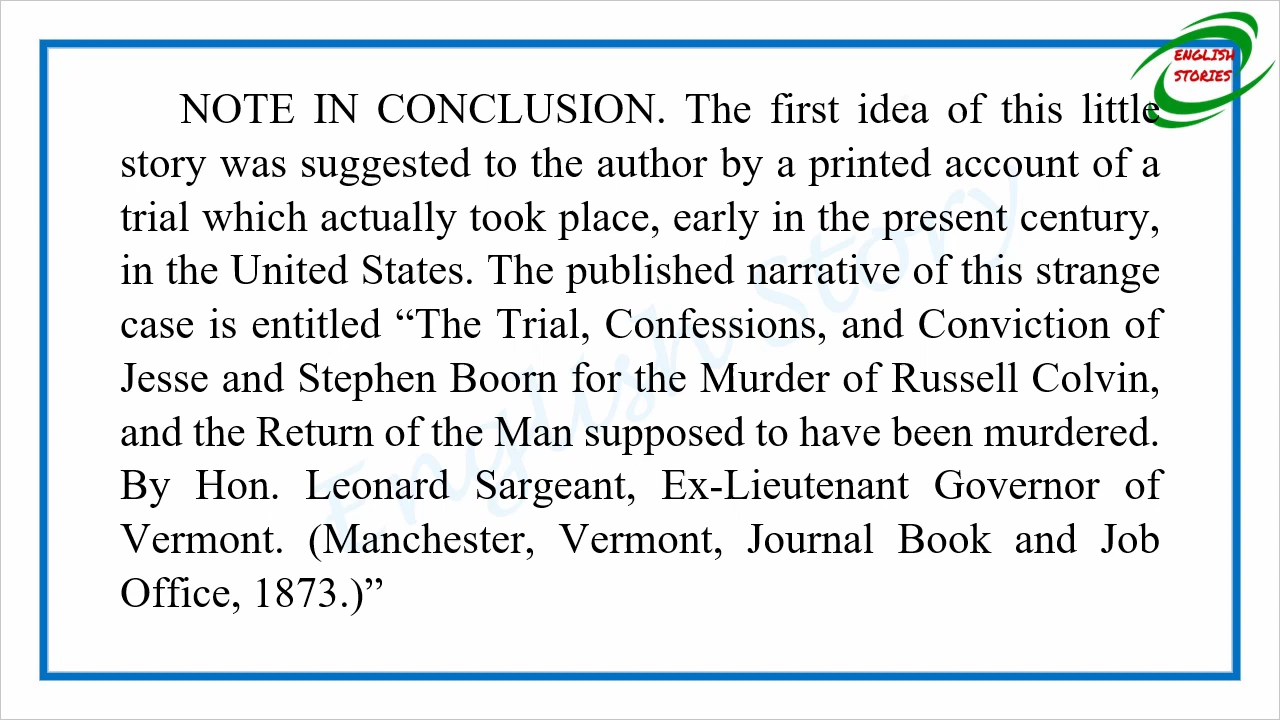 ENGLISH
STORIES
NOTE IN CONCLUSION. The first idea of this little
story was suggested to the author by a printed account of a
trial which actually took place, early in the present century,
in the United States. The published narrative of this strange
case is entitled “The Trial, Confessions, and Conviction of
Jesse and Stephen Boorn for the Murder of Russell Colvin,
and the Return of the Man supposed to have been murdered.
By Hon. Leonard Sargeant, Ex-Lieutenant Governor of
Vermont. (Manchester, Vermont, Journal Book and Job
Office, 1873.)”
English Story